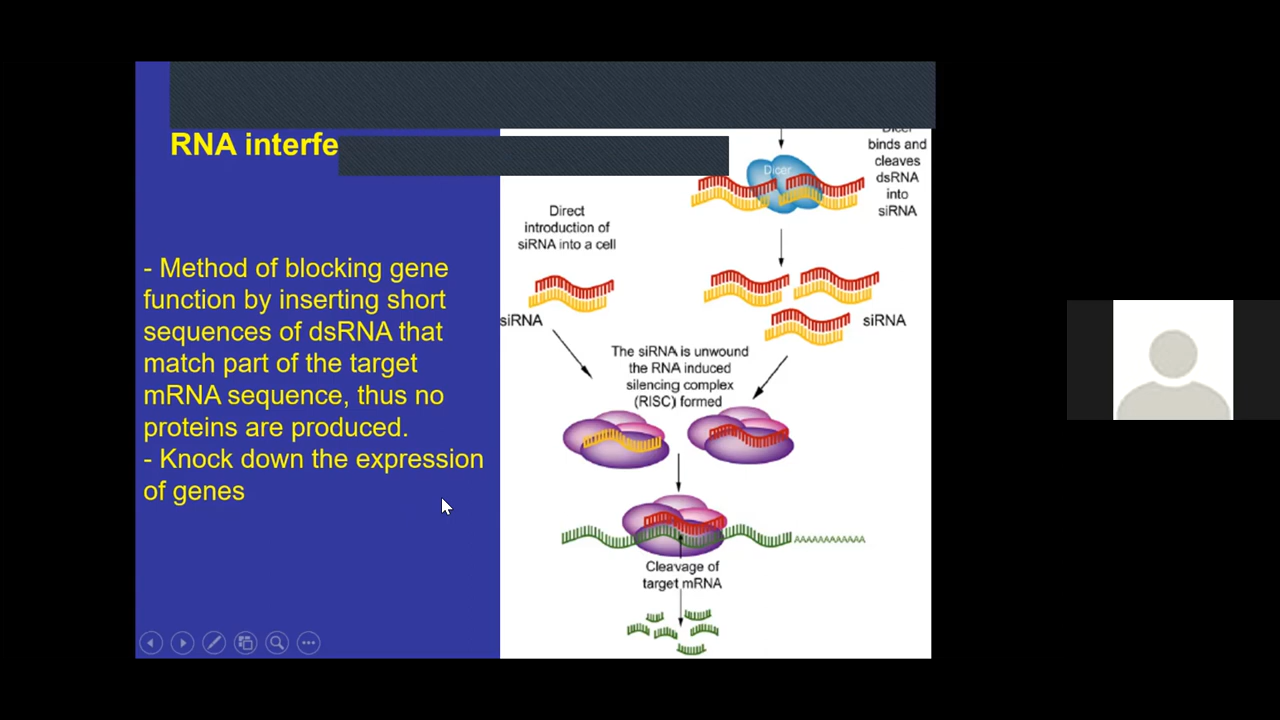 RNA interfe
- Method of blocking gene
function by inserting short
sequences of dsRNA that
match part of the target
mRNA sequence, thus no
proteins are produced.
- Knock down the expression
of genes
Dicer
binds and
cleaves
dsRNA
into
siRNA
Dicer
Direct
introduction of
siRNA into a cell
siRNA
siRNA
The siRNA is unwound
the RNA induced
silencing complex
(RISC) formed
AAAAAAAAAAA
Cleavage of
target mRNA